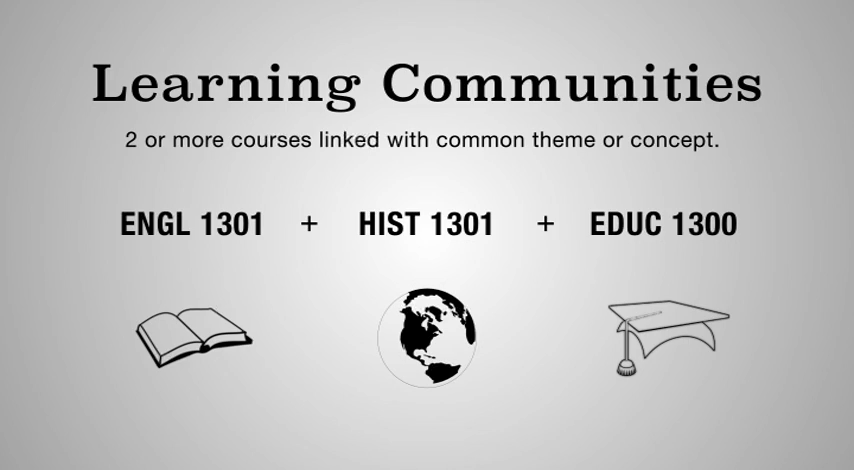 Learning Communities
2 or more courses linked with common theme or concept.
ENGL 1301 + HIST 1301 + EDUC 1300